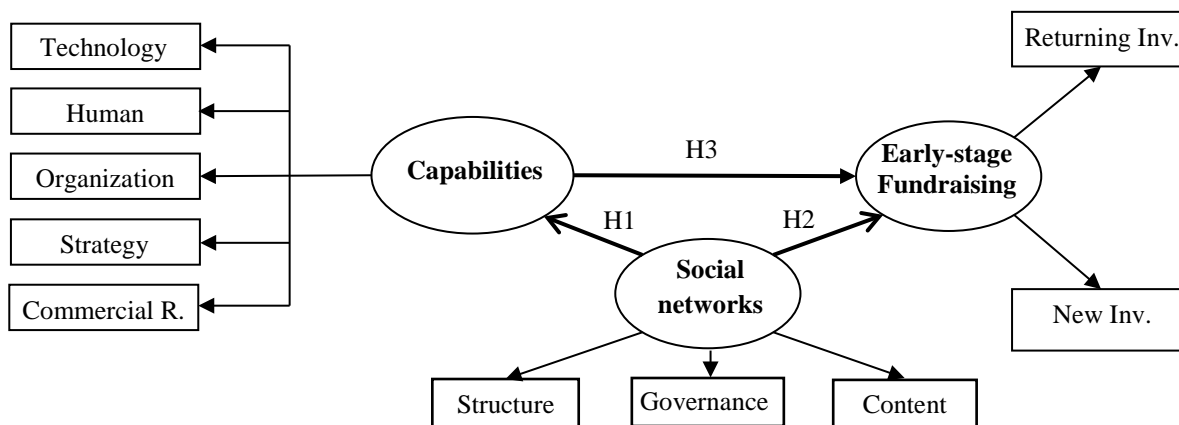 Technology
Human
Organization
Strategy
Commercial R.
Capabilities
H3
H1
H2
Social
networks
Early-stage
Fundraising
Returning Inv.
New Inv.
Structure
Governance
Content